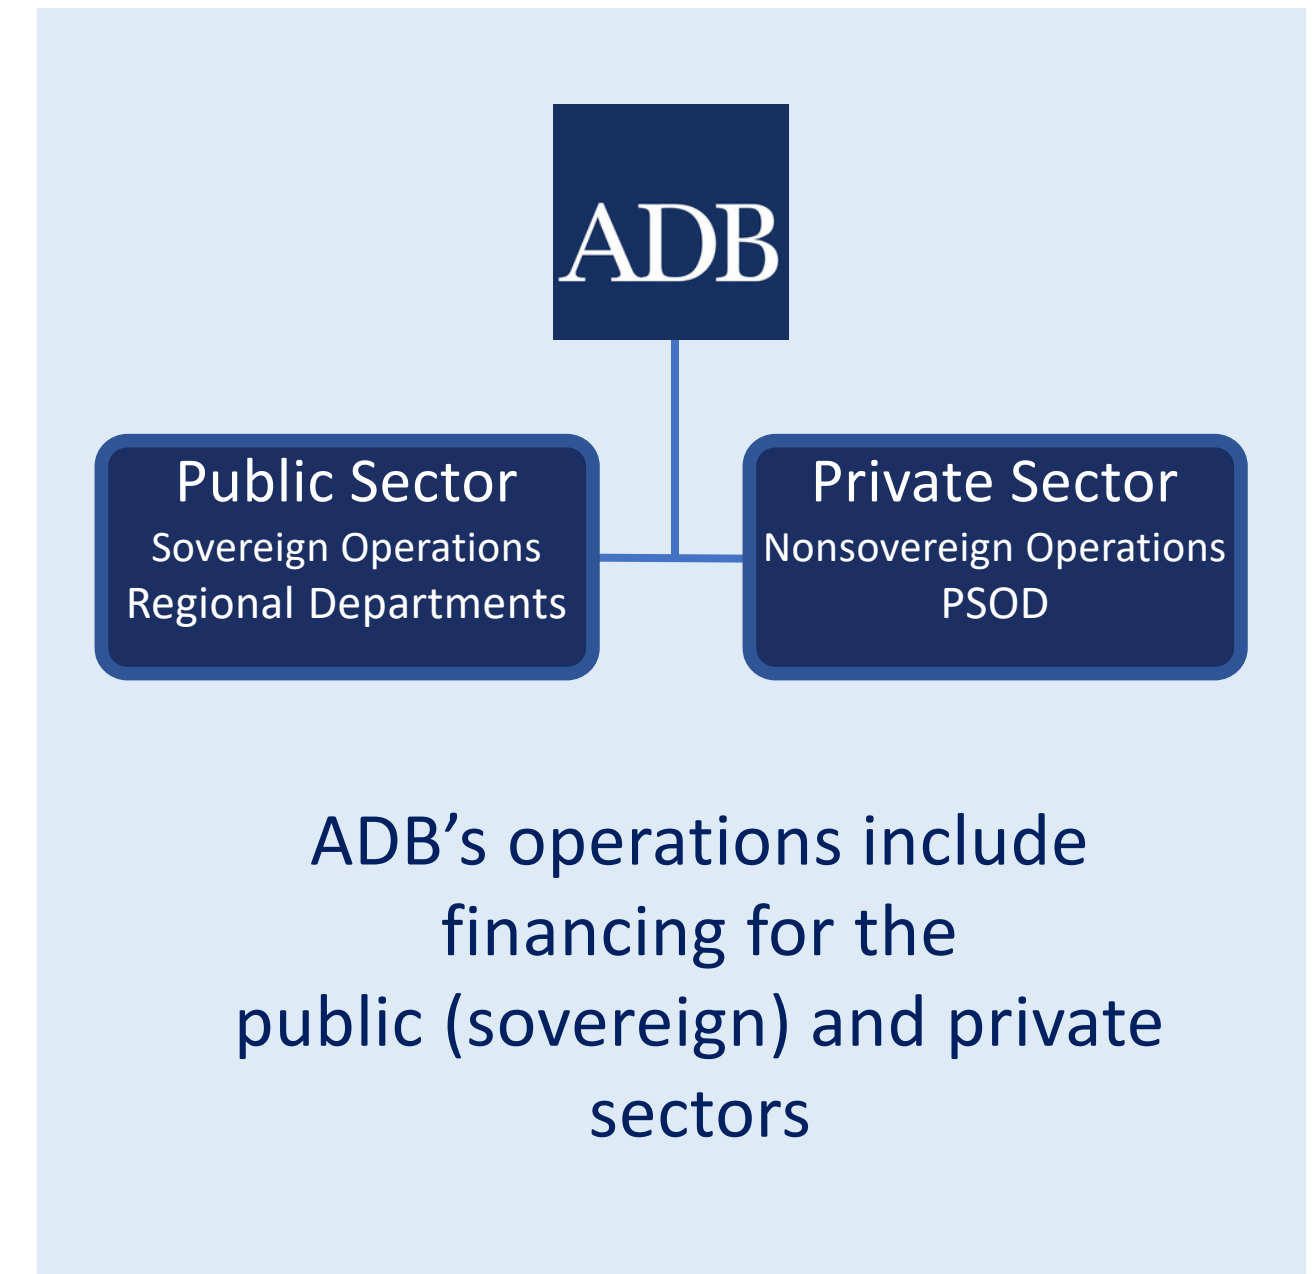 ADB
Public Sector
Sovereign Operations
Regional Departments
Private Sector
Nonsovereign Operations
PSOD
ADB’s operations include
financing for the
public (sovereign) and private
sectors